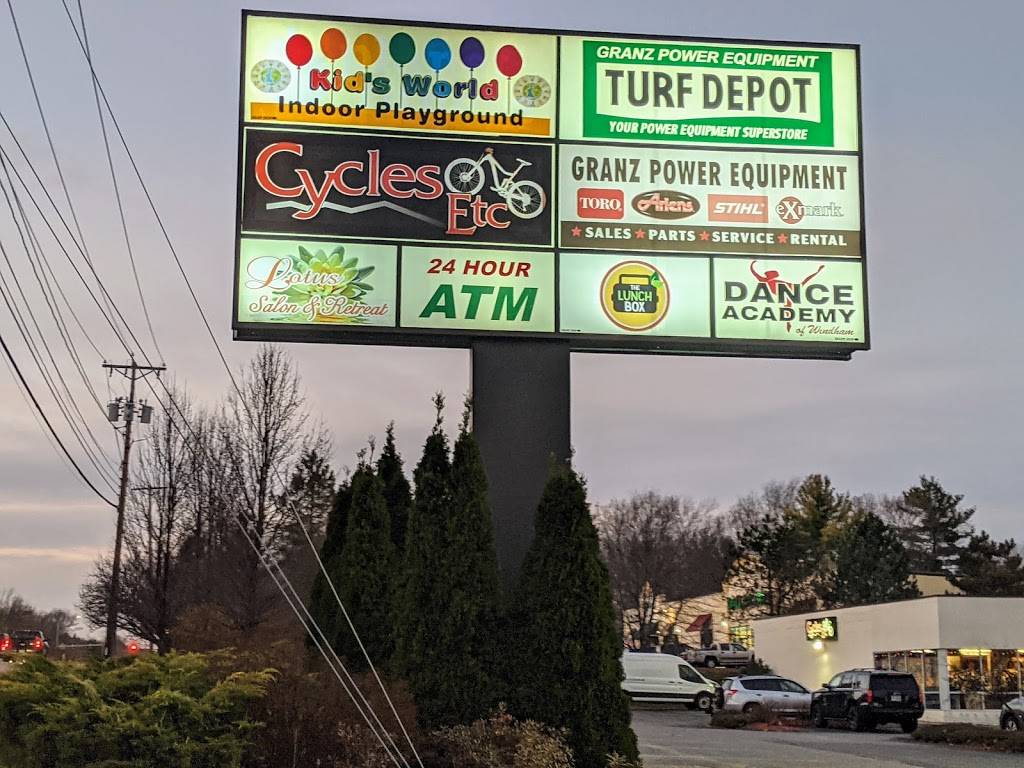 Kid's World
Indoor Playground
GRANZ POWER EQUIPMENT
TURF DEPOT
YOUR POWER EQUIPMENT SUPERSTORE
Cycles
Etc
GRANZ POWER EQUIPMENT
TORO Ariens STIHL eXmark
★ SALES ★ PARTS ★ SERVICE ★ RENTAL
Lotus
Salon & Retreat
24 HOUR
ATM
THE
LUNCH
BOX
DANCE
ACADEMY
of Windham